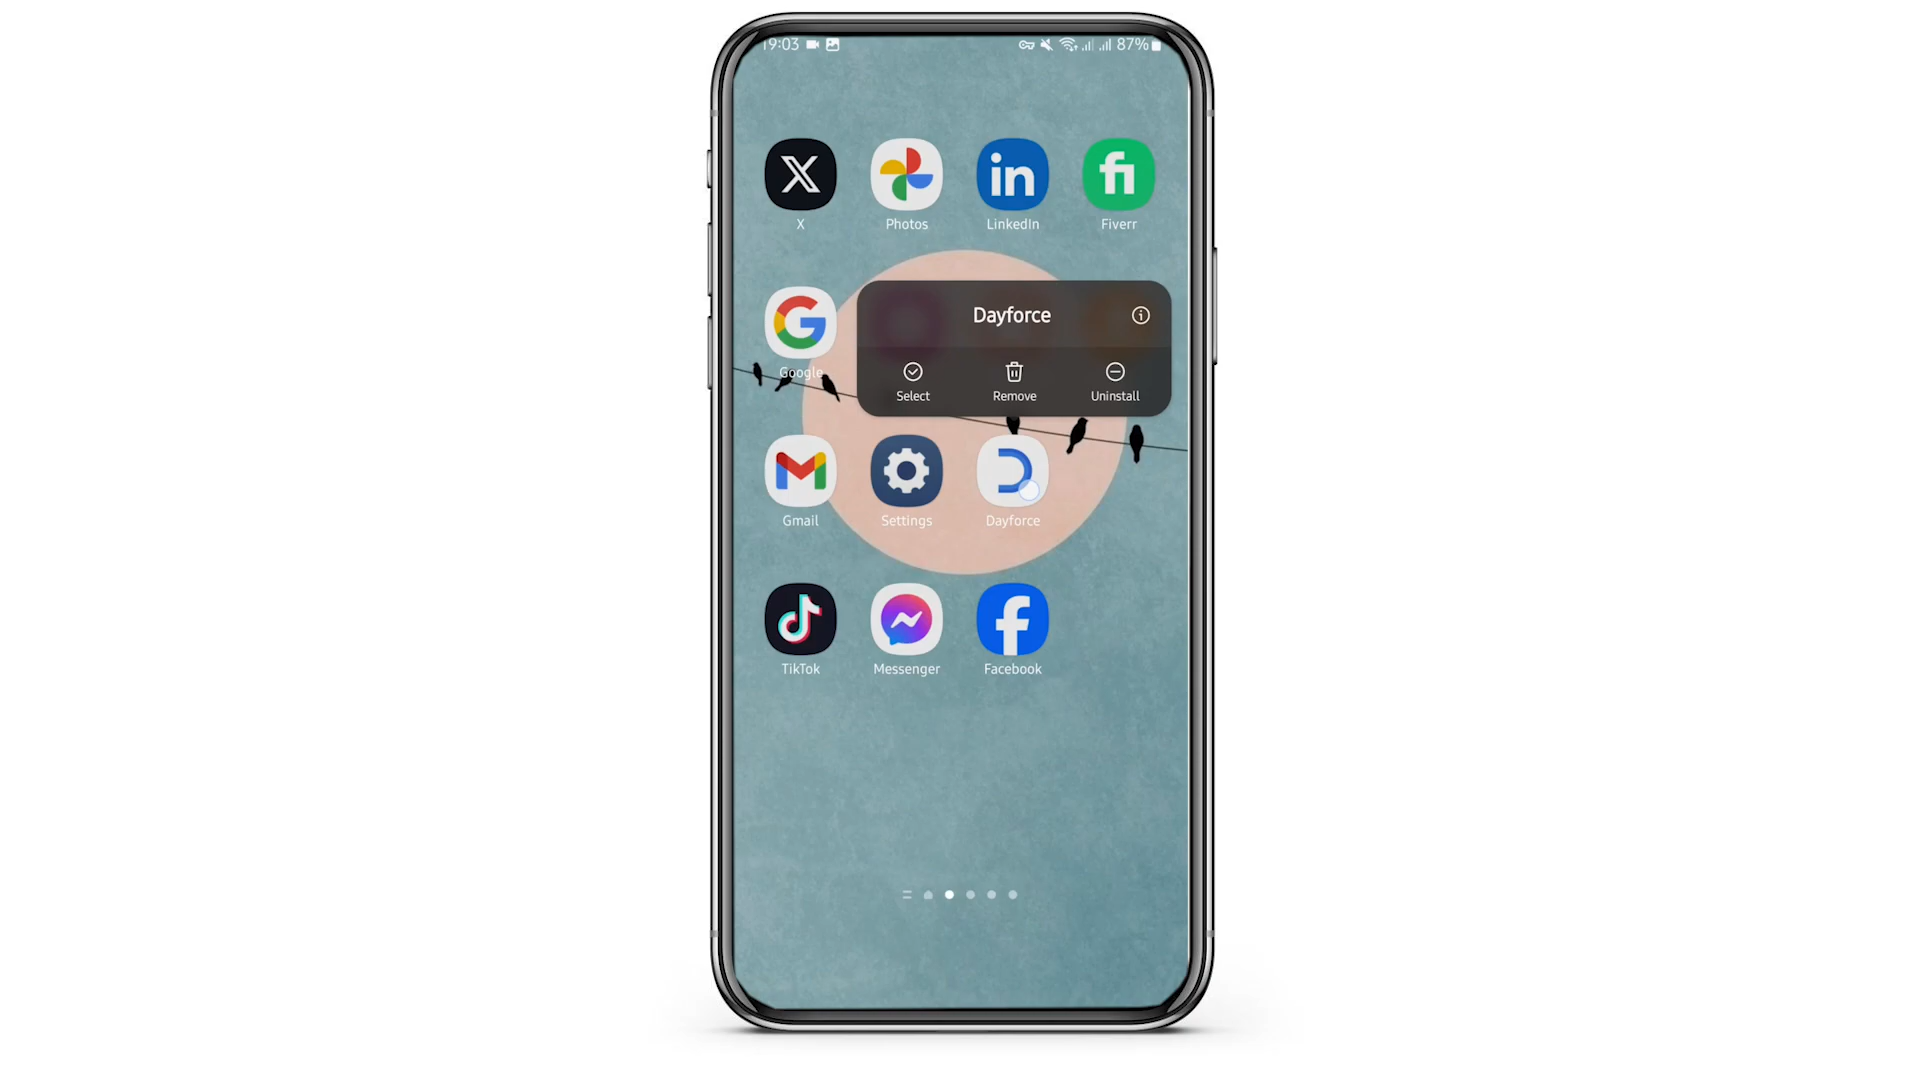 19:03 87%
X Photos LinkedIn Fiverr
Dayforce
Google
Select Remove Uninstall
Gmail Settings Dayforce
TikTok Messenger Facebook